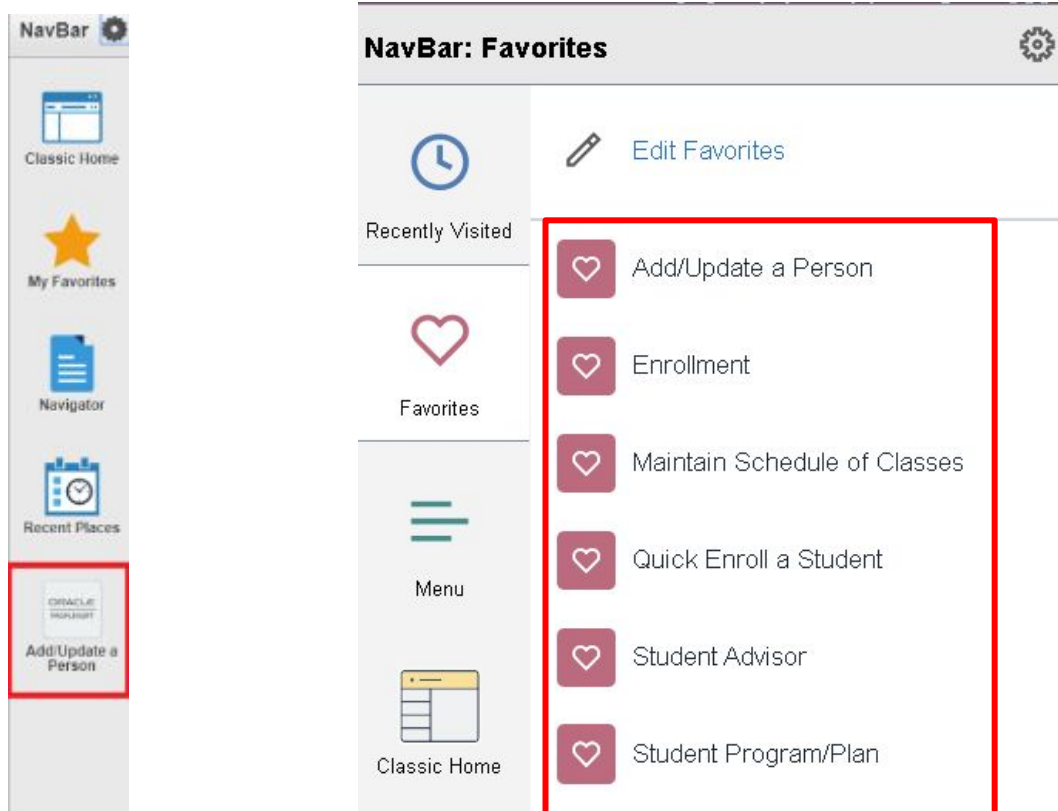 NavBar
Classic Home
My Favorites
Navigator
Recent Places
ORACLE
Add/Update a
Person
NavBar: Favorites
Recently Visited
Favorites
Menu
Classic Home
Edit Favorites
Add/Update a Person
Enrollment
Maintain Schedule of Classes
Quick Enroll a Student
Student Advisor
Student Program/Plan